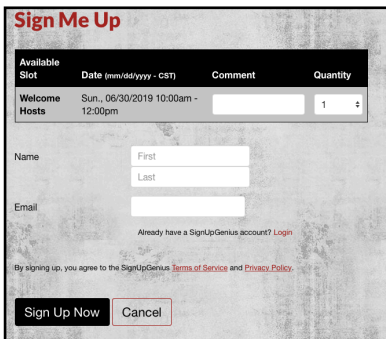 Sign Me Up
Available Slot Date (mm/dd/yyyy - CST) Comment Quantity
Welcome Hosts Sun., 06/30/2019 10:00am - 12:00pm 1
Name First
Last
Email
Already have a SignUpGenius account? Login
By signing up, you agree to the SignUpGenius Terms of Service and Privacy Policy.
Sign Up Now Cancel